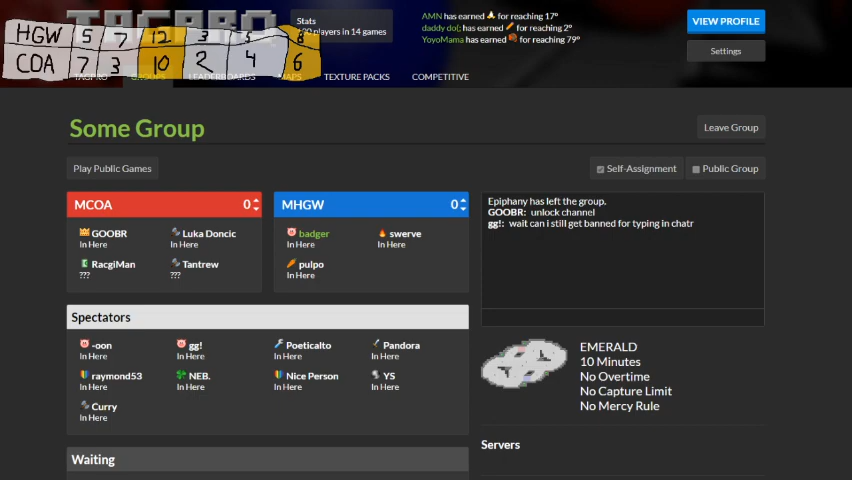 HGW 5 7 12 3 5 8
COA 7 3 10 2 4 6
TAGPRO
Stats
players in 14 games
AMN has earned for reaching 17°
daddy do(; has earned for reaching 2°
YoyoMama has earned for reaching 79°
VIEW PROFILE
Settings
TAGPRO GROUPS LEADERBOARDS MAPS TEXTURE PACKS COMPETITIVE
Some Group
Leave Group
Play Public Games
Self-Assignment
Public Group
MCOA 0
GOOBR Luka Doncic
In Here In Here
RacgiMan Tantrew
??? ???
MHGW 0
badger swerve
In Here In Here
pulpo
In Here
Epiphany has left the group.
GOOBR: unlock channel
gg!: wait can i still get banned for typing in chatr
Spectators
-oon gg! Poeticalto Pandora
In Here In Here In Here In Here
raymond53 NEB. Nice Person YS
In Here In Here In Here In Here
Curry
In Here
EMERALD
10 Minutes
No Overtime
No Capture Limit
No Mercy Rule
Servers
Waiting